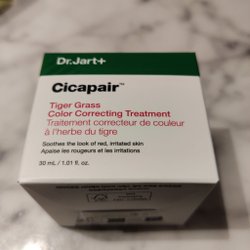 Dr.Jart+
Cicapair™
Tiger Grass
Color Correcting Treatment
Traitement correcteur de couleur
à l'herbe du tigre
Soothes the look of red, irritated skin
Apaise les rougeurs et les irritations
30 mL / 1.01 fl. oz.